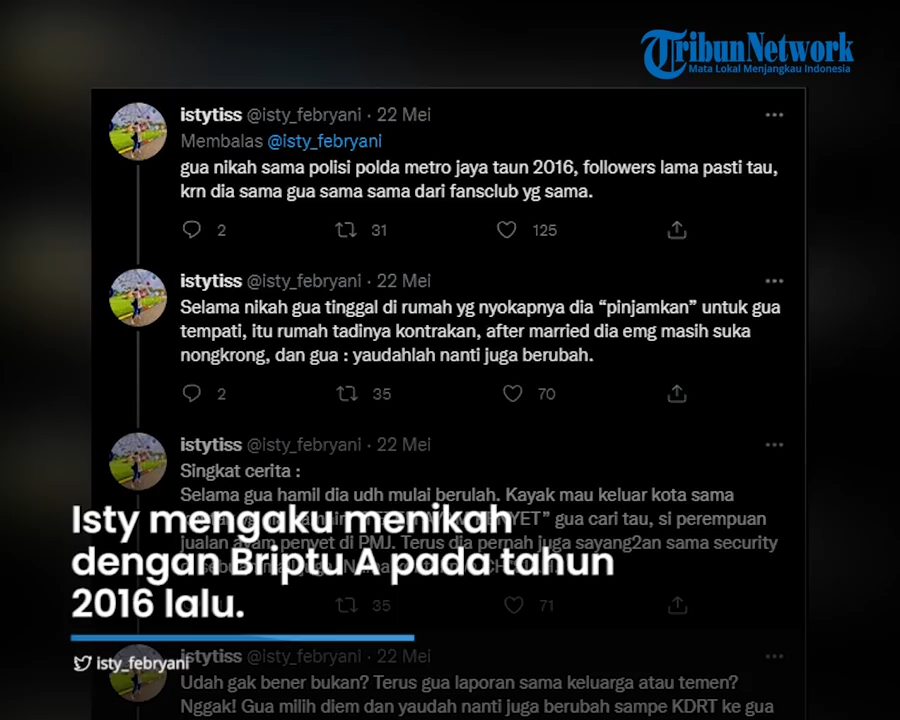 TribunNetwork
Mata Lokal Menjangkau Indonesia
istytiss @isty_febryani · 22 Mei
Membalas @isty_febryani
gua nikah sama polisi polda metro jaya taun 2016, followers lama pasti tau,
krn dia sama gua sama sama dari fansclub yg sama.
2 31 125
istytiss @isty_febryani · 22 Mei
Selama nikah gua tinggal di rumah yg nyokapnya dia “pinjamkan” untuk gua
tempati, itu rumah tadinya kontrakan, after married dia emg masih suka
nongkrong, dan gua : yaudahlah nanti juga berubah.
2 35 70
istytiss @isty_febryani · 22 Mei
Singkat cerita :
Selama gua hamil dia udh mulai berulah. Kayak mau keluar kota sama
YET” gua cari tau, si perempuan
jualan ayam penyet di PMJ. Terus dia pernah juga sayang2an sama security
35 71
Isty mengaku menikah
dengan Briptu A pada tahun
2016 lalu.
isty_febryani
istytiss @isty_febryani · 22 Mei
Udah gak bener bukan? Terus gua laporan sama keluarga atau temen?
Nggak! Gua milih diem dan yaudah nanti juga berubah sampe KDRT ke gua